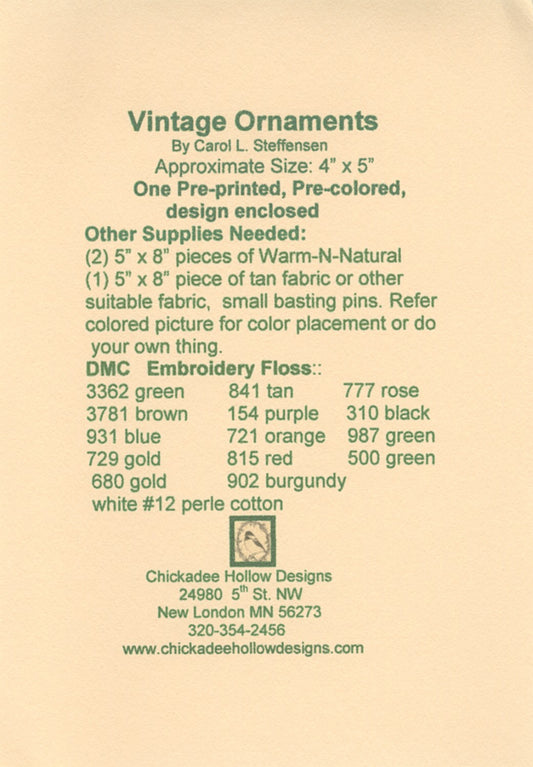 Vintage Ornaments
By Carol L. Steffensen
Approximate Size: 4” x 5”
One Pre-printed, Pre-colored,
design enclosed
Other Supplies Needed:
(2) 5” x 8” pieces of Warm-N-Natural
(1) 5” x 8” piece of tan fabric or other
suitable fabric, small basting pins. Refer
colored picture for color placement or do
your own thing.
DMC Embroidery Floss::
3362 green 841 tan 777 rose
3781 brown 154 purple 310 black
931 blue 721 orange 987 green
729 gold 815 red 500 green
680 gold 902 burgundy
white #12 perle cotton
Chickadee Hollow Designs
24980 5th St. NW
New London MN 56273
320-354-2456
www.chickadeehollowdesigns.com